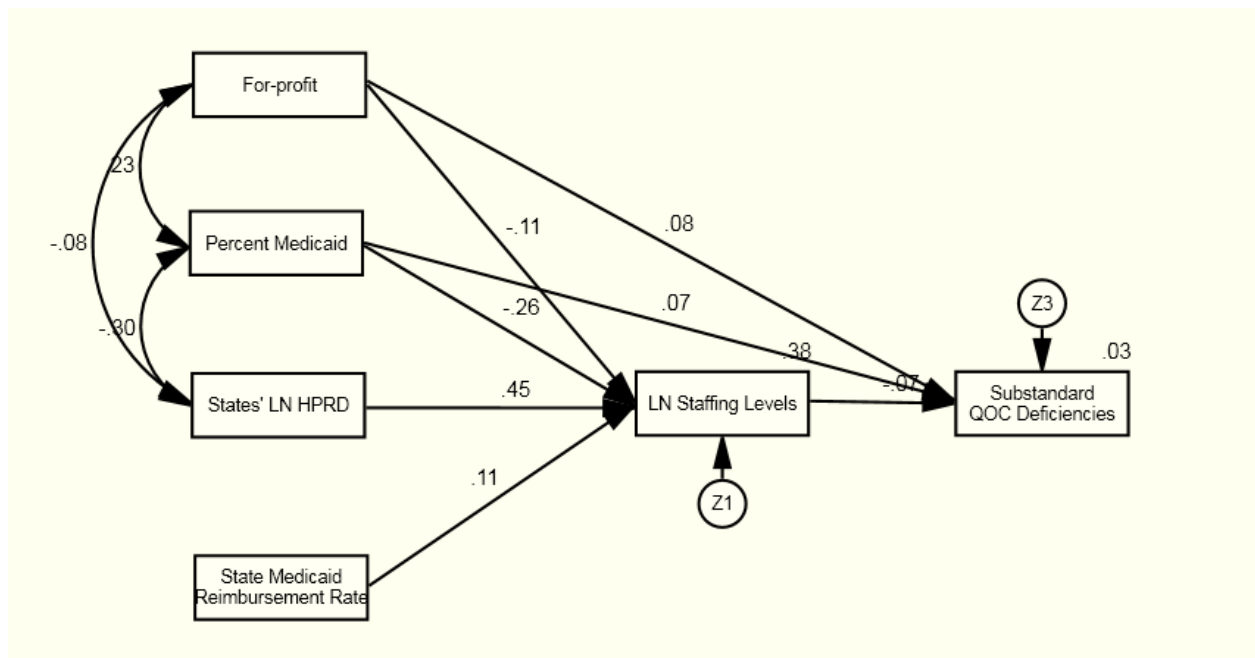 For-profit
.23
-.08
-.11
.08
Percent Medicaid
-.26
.07
Z3
-.30
.38
.03
States' LN HPRD
.45
LN Staffing Levels
-.07
Substandard
QOC Deficiencies
.11
Z1
State Medicaid
Reimbursement Rate